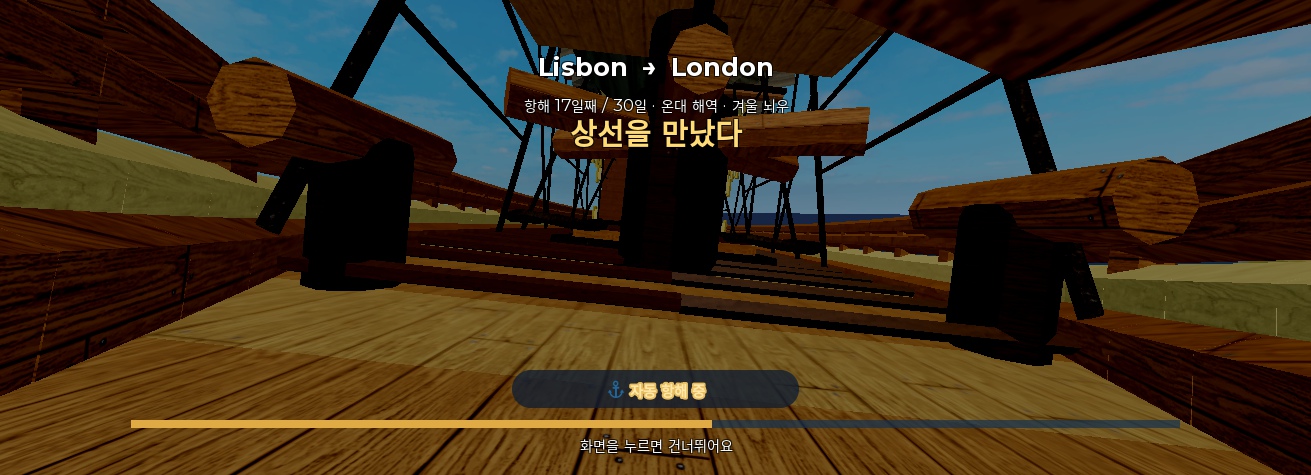 Lisbon → London
항해 17일째 / 30일 · 온대 해역 · 겨울 뇌우
상선을 만났다
⚓ 자동 항해 중
화면을 누르면 건너뛰어요